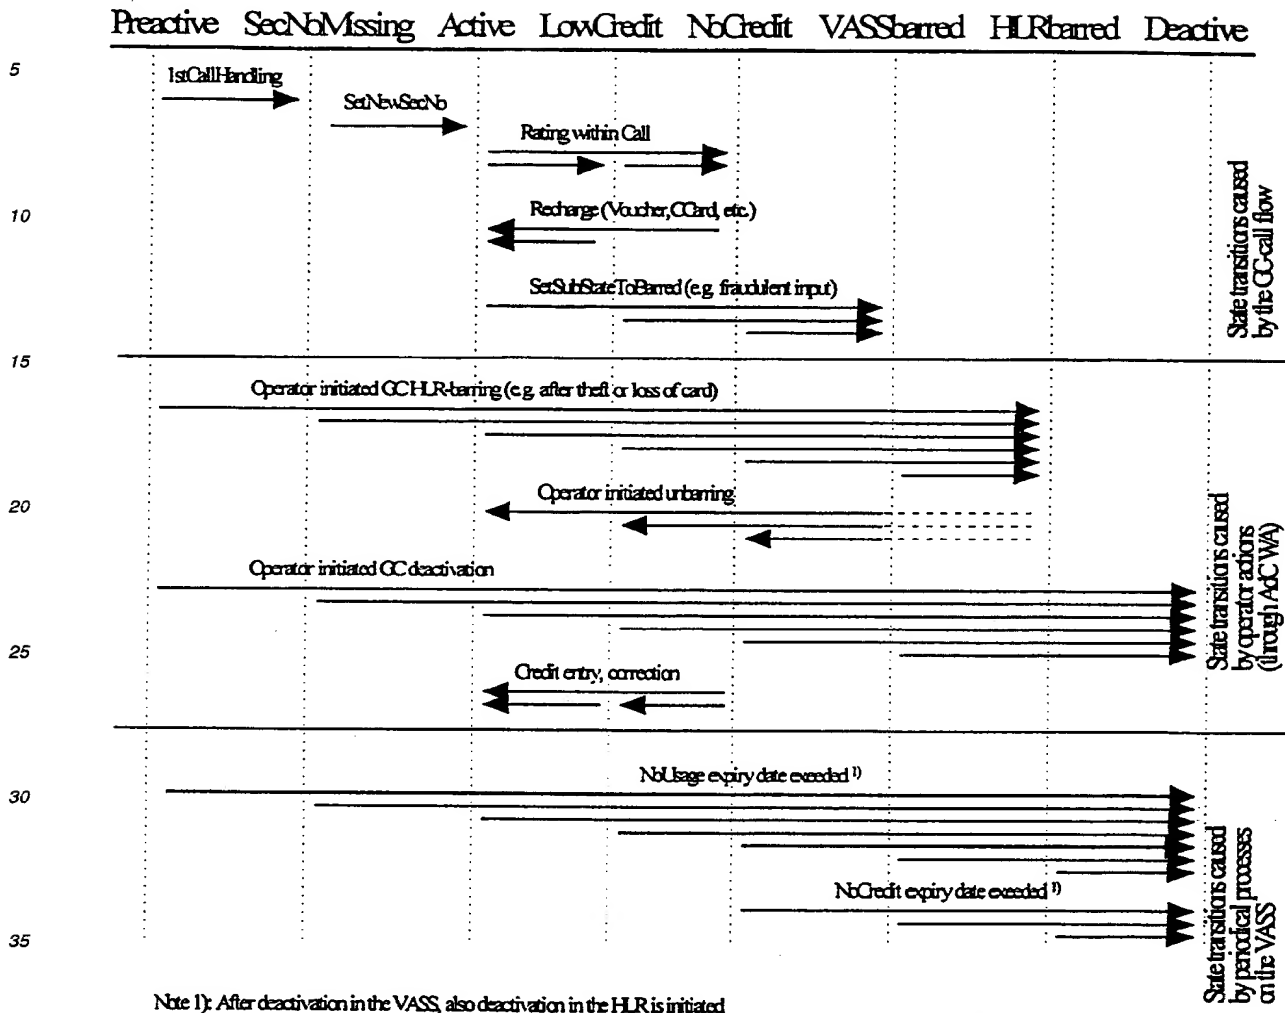 Preactive SecNoMissing Active LowCredit NoCredit VASSbarred HLRbarred Deactive
5
1stCallHandling
SetNewSecNo
Rating within Call
10
Recharge (Voucher, CCard, etc.)
SetSubStateToBarred (e.g. fraudulent input)
State transitions caused
by the GC-call flow
15
Operator initiated GC HLR-barring (e.g. after theft or loss of card)
20
Operator initiated unbarring
Operator initiated GC deactivation
25
Credit entry, correction
State transitions caused
by operator actions
(through AdC WA)
30
NoUsage expiry date exceeded 1)
NoCredit expiry date exceeded 1)
35
State transitions caused
by periodical processes
on the VASS
Note 1): After deactivation in the VASS, also deactivation in the HLR is initiated